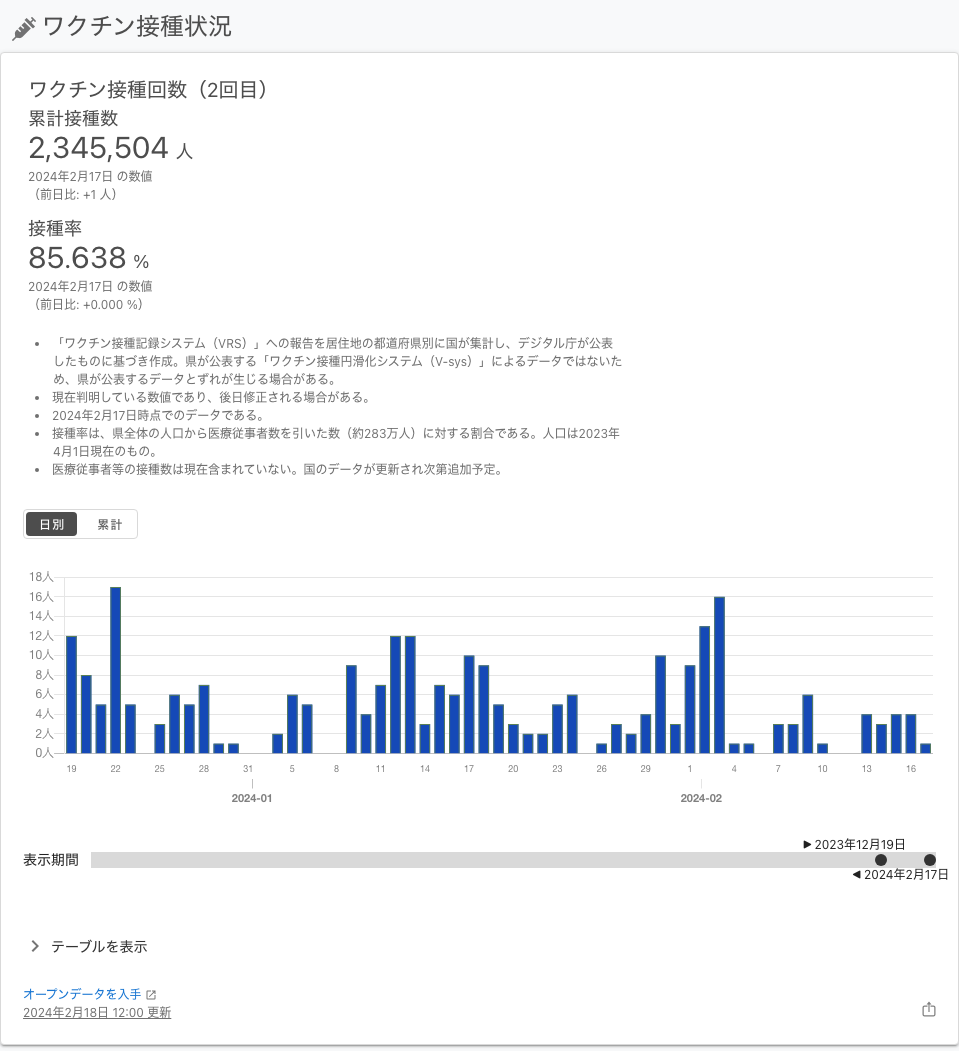 ワクチン接種状況
ワクチン接種回数（2回目）
累計接種数
2,345,504 人
2024年2月17日 の数値
（前日比: +1 人）
接種率
85.638 %
2024年2月17日 の数値
（前日比: +0.000 %）
• 「ワクチン接種記録システム（VRS）」への報告を居住地の都道府県別に国が集計し、デジタル庁が公表
したものに基づき作成。県が公表する「ワクチン接種円滑化システム（V-sys）」によるデータではないた
め、県が公表するデータとずれが生じる場合がある。
• 現在判明している数値であり、後日修正される場合がある。
• 2024年2月17日時点でのデータである。
• 接種率は、県全体の人口から医療従事者数を引いた数（約283万人）に対する割合である。人口は2023年
4月1日現在のもの。
• 医療従事者等の接種数は現在含まれていない。国のデータが更新され次第追加予定。
日別 累計
18人
16人
14人
12人
10人
8人
6人
4人
2人
0人
19 22 25 28 31 5 8 11 14 17 20 23 26 29 1 4 7 10 13 16
2024-01 2024-02
▶ 2023年12月19日
表示期間
◀ 2024年2月17日
テーブルを表示
オープンデータを入手
2024年2月18日 12:00 更新